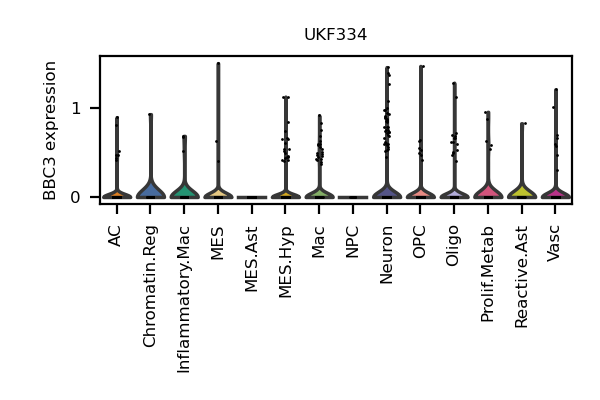 UKF334
BBC3 expression
1
0
AC
Chromatin.Reg
Inflammatory.Mac
MES
MES.Ast
MES.Hyp
Mac
NPC
Neuron
OPC
Oligo
Prolif.Metab
Reactive.Ast
Vasc